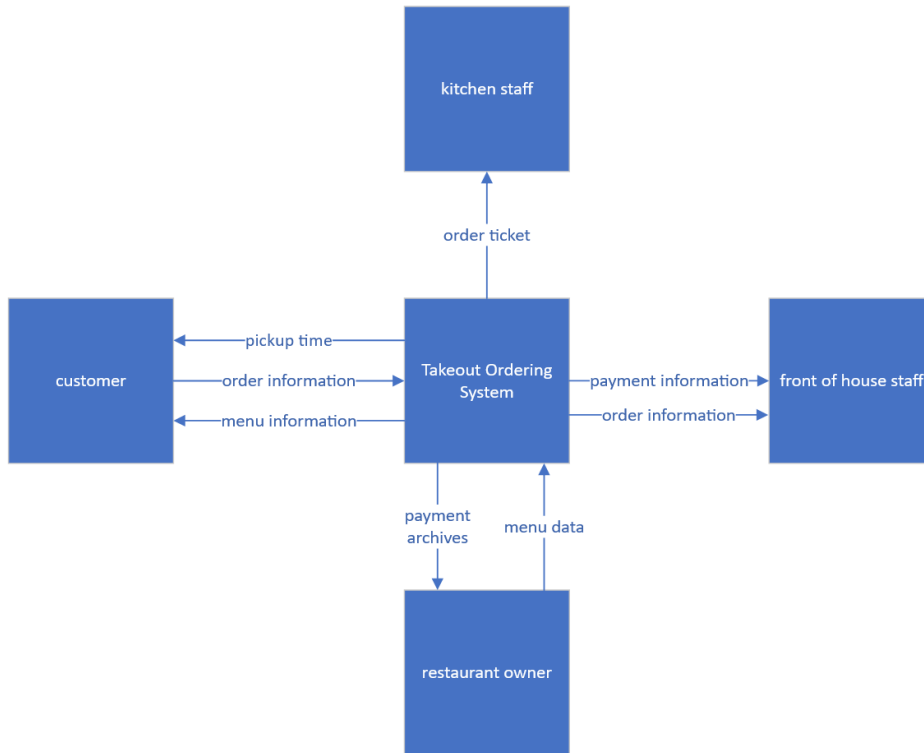 kitchen staff
order ticket
pickup time
customer
order information
Takeout Ordering
System
payment information
front of house staff
menu information
order information
payment
archives
menu data
restaurant owner